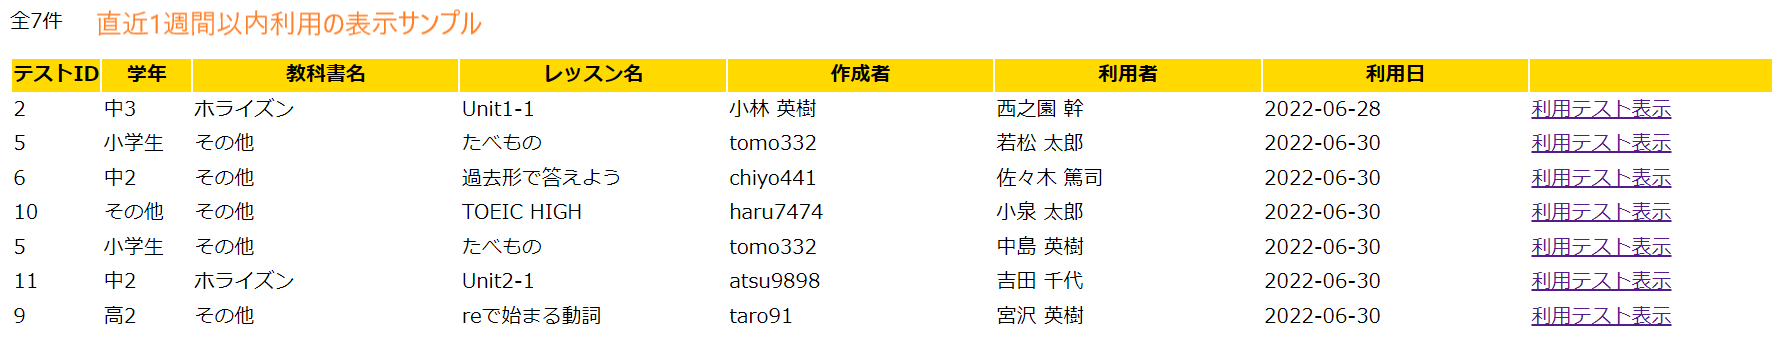 全7件 直近1週間以内利用の表示サンプル
テストID 学年 教科書名 レッスン名 作成者 利用者 利用日
2 中3 ホライズン Unit1-1 小林 英樹 西之園 幹 2022-06-28 利用テスト表示
5 小学生 その他 たべもの tomo332 若松 太郎 2022-06-30 利用テスト表示
6 中2 その他 過去形で答えよう chiyo441 佐々木 篤司 2022-06-30 利用テスト表示
10 その他 その他 TOEIC HIGH haru7474 小泉 太郎 2022-06-30 利用テスト表示
5 小学生 その他 たべもの tomo332 中島 英樹 2022-06-30 利用テスト表示
11 中2 ホライズン Unit2-1 atsu9898 吉田 千代 2022-06-30 利用テスト表示
9 高2 その他 reで始まる動詞 taro91 宮沢 英樹 2022-06-30 利用テスト表示